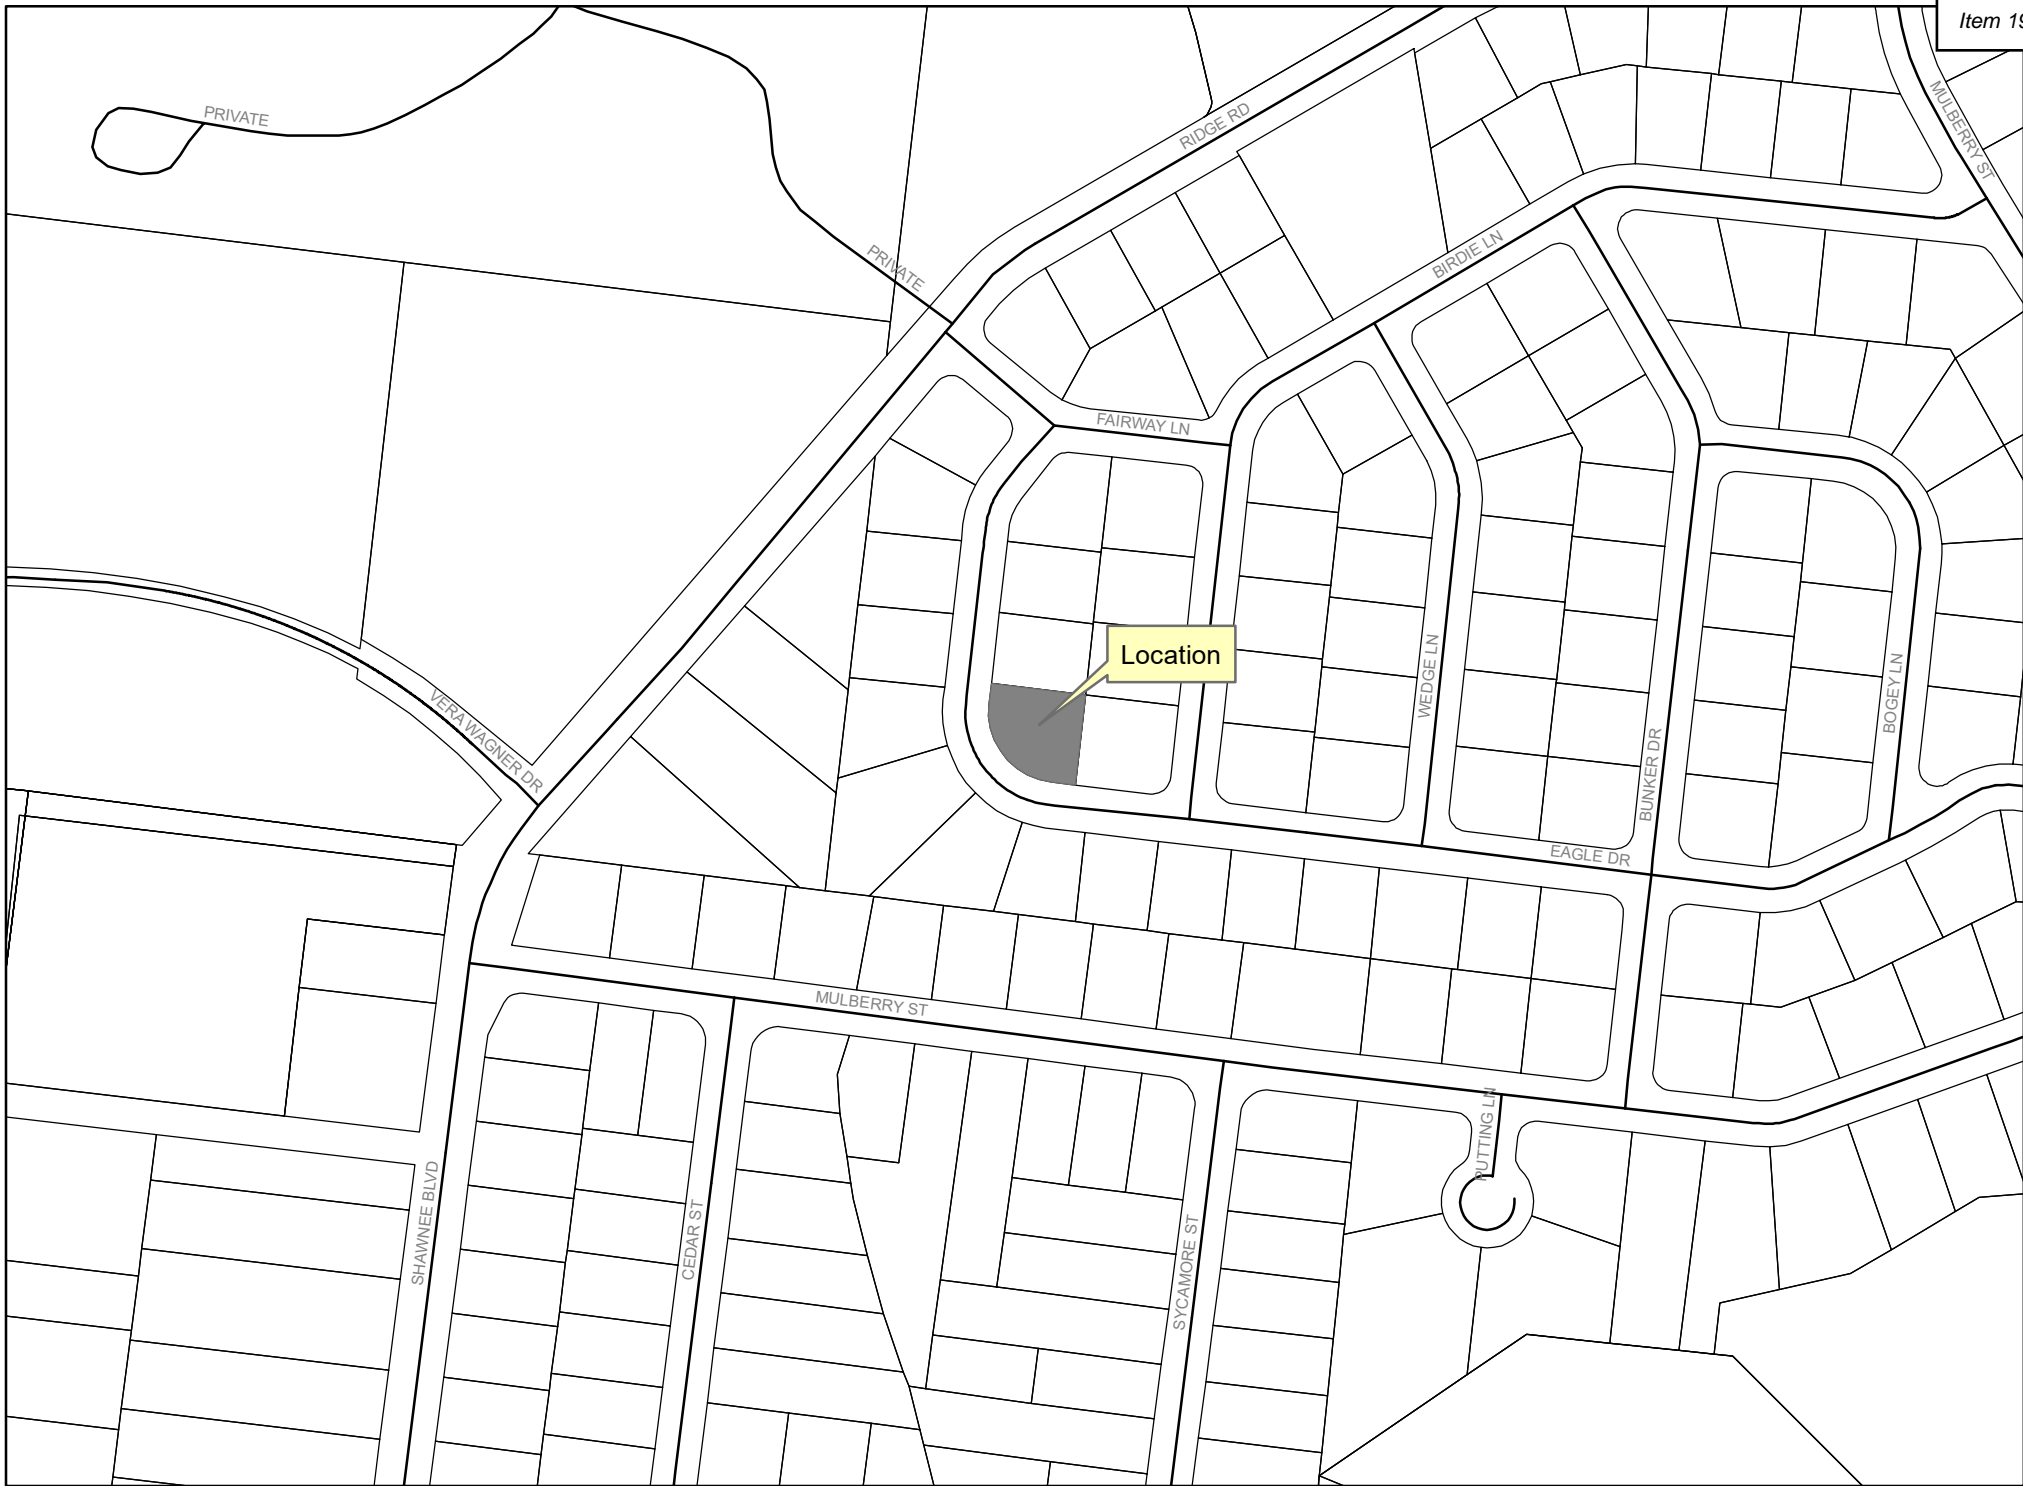 Item 19
MULBERRY ST
PRIVATE
RIDGE RD
PRIVATE
BIRDIE LN
FAIRWAY LN
Location
WEDGE LN
BOGEY LN
VERA WAGNER DR
BUNKER DR
EAGLE DR
MULBERRY ST
PUTTING LN
SHAWNEE BLVD
CEDAR ST
SYCAMORE ST